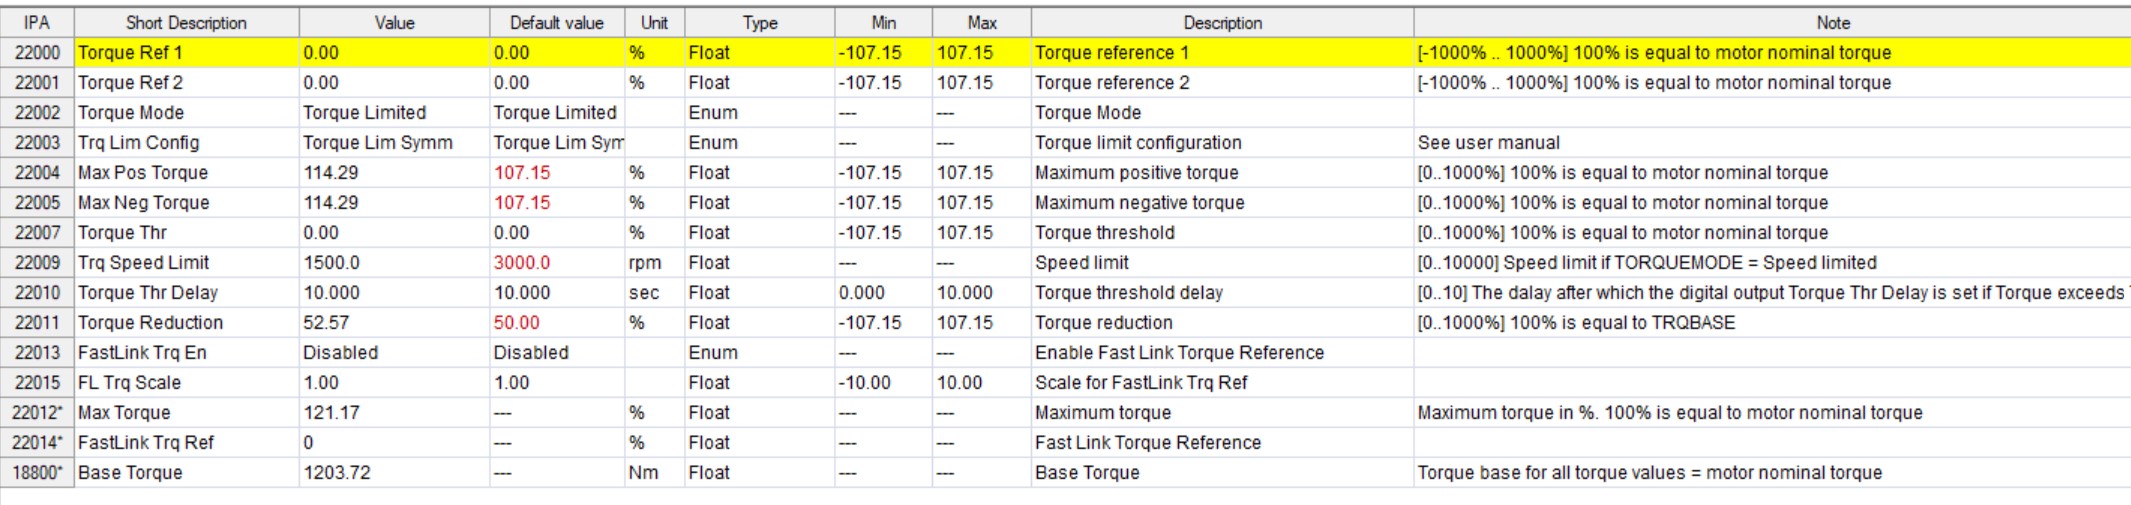 IPA Short Description Value Default value Unit Type Min Max Description Note
22000 Torque Ref 1 0.00 0.00 % Float -107.15 107.15 Torque reference 1 [-1000% .. 1000%] 100% is equal to motor nominal torque
22001 Torque Ref 2 0.00 0.00 % Float -107.15 107.15 Torque reference 2 [-1000% .. 1000%] 100% is equal to motor nominal torque
22002 Torque Mode Torque Limited Torque Limited Enum --- --- Torque Mode
22003 Trq Lim Config Torque Lim Symm Torque Lim Sym Enum --- --- Torque limit configuration See user manual
22004 Max Pos Torque 114.29 107.15 % Float -107.15 107.15 Maximum positive torque [0..1000%] 100% is equal to motor nominal torque
22005 Max Neg Torque 114.29 107.15 % Float -107.15 107.15 Maximum negative torque [0..1000%] 100% is equal to motor nominal torque
22007 Torque Thr 0.00 0.00 % Float -107.15 107.15 Torque threshold [0..1000%] 100% is equal to motor nominal torque
22009 Trq Speed Limit 1500.0 3000.0 rpm Float --- --- Speed limit [0..10000] Speed limit if TORQUEMODE = Speed limited
22010 Torque Thr Delay 10.000 10.000 sec Float 0.000 10.000 Torque threshold delay [0..10] The dalay after which the digital output Torque Thr Delay is set if Torque exceeds
22011 Torque Reduction 52.57 50.00 % Float -107.15 107.15 Torque reduction [0..1000%] 100% is equal to TRQBASE
22013 FastLink Trq En Disabled Disabled Enum --- --- Enable Fast Link Torque Reference
22015 FL Trq Scale 1.00 1.00 Float -10.00 10.00 Scale for FastLink Trq Ref
22012* Max Torque 121.17 --- % Float --- --- Maximum torque Maximum torque in %. 100% is equal to motor nominal torque
22014* FastLink Trq Ref 0 --- % Float --- --- Fast Link Torque Reference
18800* Base Torque 1203.72 --- Nm Float --- --- Base Torque Torque base for all torque values = motor nominal torque